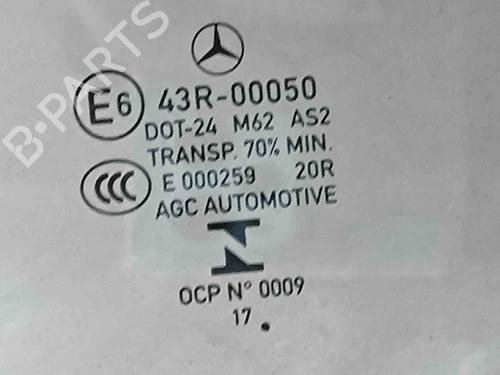 B-PARTS
E6 43R-00050
DOT-24 M62 AS2
TRANSP. 70% MIN.
CCC E 000259 20R
AGC AUTOMOTIVE
OCP N° 0009
17 .